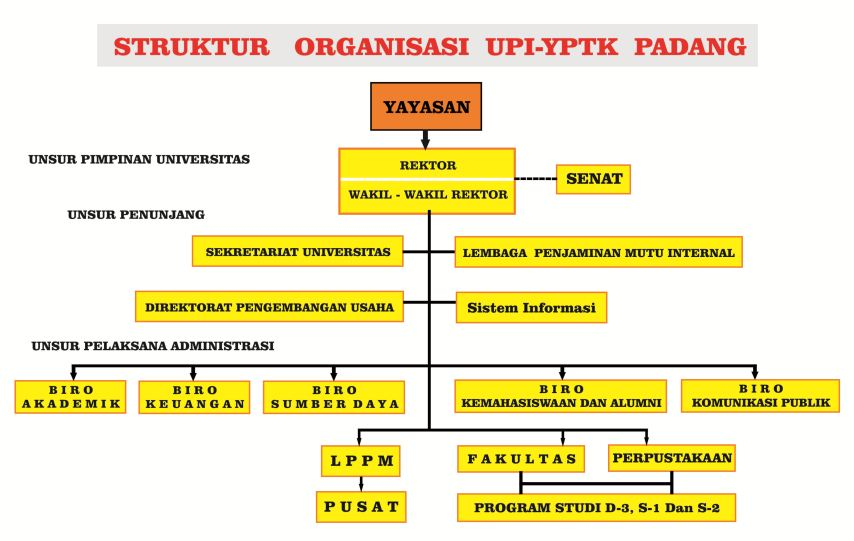 STRUKTUR ORGANISASI UPI-YPTK PADANG
YAYASAN
UNSUR PIMPINAN UNIVERSITAS
REKTOR
WAKIL - WAKIL REKTOR
SENAT
UNSUR PENUNJANG
SEKRETARIAT UNIVERSITAS
LEMBAGA PENJAMINAN MUTU INTERNAL
DIREKTORAT PENGEMBANGAN USAHA
Sistem Informasi
UNSUR PELAKSANA ADMINISTRASI
BIRO
AKADEMIK
BIRO
KEUANGAN
BIRO
SUMBER DAYA
BIRO
KEMAHASISWAAN DAN ALUMNI
BIRO
KOMUNIKASI PUBLIK
LPPM
FAKULTAS
PERPUSTAKAAN
PUSAT
PROGRAM STUDI D-3, S-1 Dan S-2